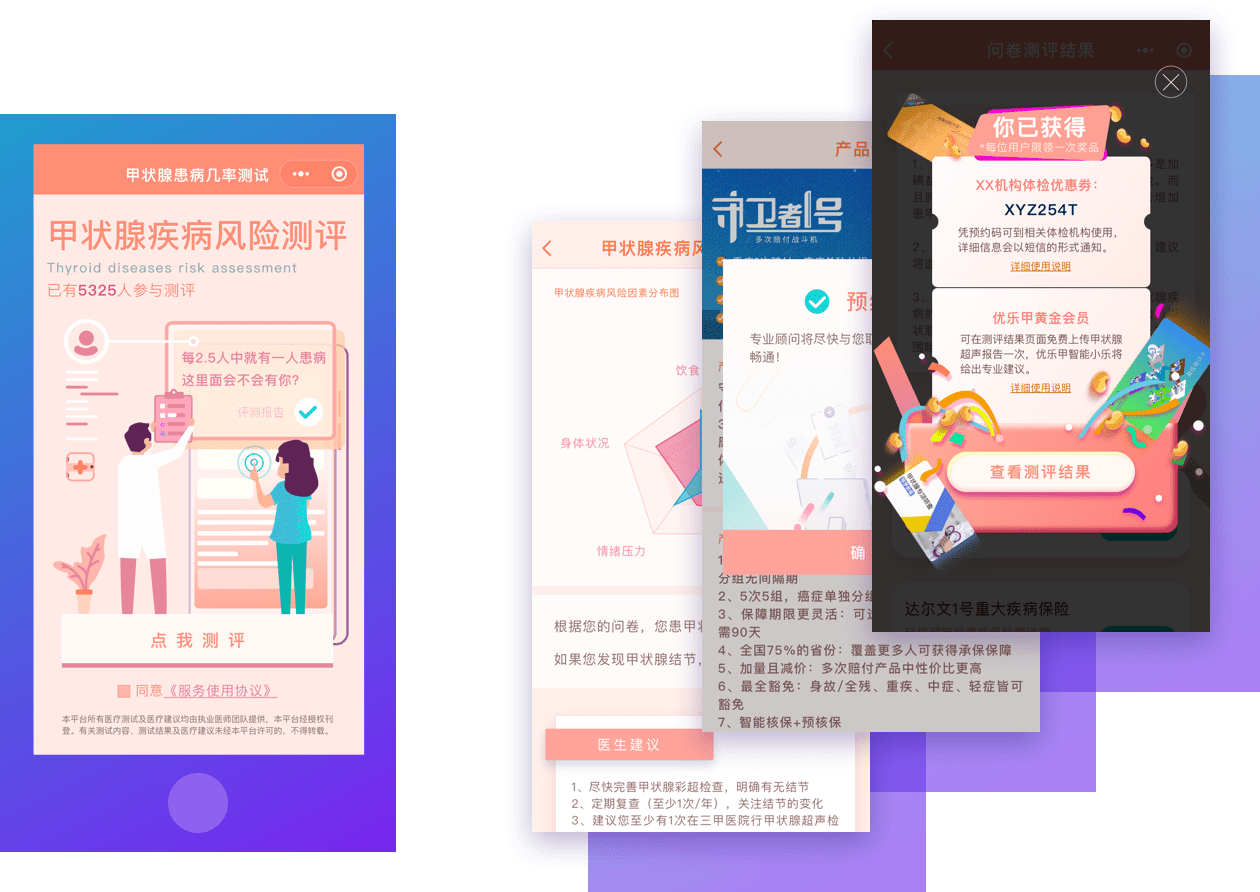 甲状腺患病几率测试
甲状腺疾病风险测评
Thyroid diseases risk assessment
已有5325人参与测评
每2.5人中就有一人患病
这里面会不会有你?
评测报告
点我测评
同意《服务使用协议》
本平台所有医疗测试及医疗建议均由执业医师团队提供，本平台经授权刊
登。有关测试内容、测试结果及医疗建议未经本平台许可的，不得转载。
甲状腺疾病风
甲状腺疾病风险因素分布图
饮食
身体状况
情绪压力
根据您的问卷，您患甲状
如果您发现甲状腺结节，
医生建议
1、尽快完善甲状腺彩超检查，明确有无结节
2、定期复查（至少1次/年），关注结节的变化
3、建议您至少有1次在三甲医院行甲状腺超声检
产品
守卫者1号
多次赔付战斗机
预约
专业顾问将尽快与您取
畅通！
确
分组无间隔期
2、5次5组，癌症单独分组
3、保障期限更灵活：可选
需90天
4、全国75%的省份：覆盖更多人可获得承保保障
5、加量且减价：多次赔付产品中性价比更高
6、最全豁免：身故/全残、重疾、中症、轻症皆可
豁免
7、智能核保+预核保
问卷测评结果
你已获得
*每位用户限领一次奖品
XX机构体检优惠券：
XYZ254T
凭预约码可到相关体检机构使用，
详细信息会以短信的形式通知。
详细使用说明
优乐甲黄金会员
可在测评结果页面免费上传甲状腺
超声报告一次，优乐甲智能小乐将
给出专业建议。
详细使用说明
查看测评结果
达尔文1号重大疾病保险